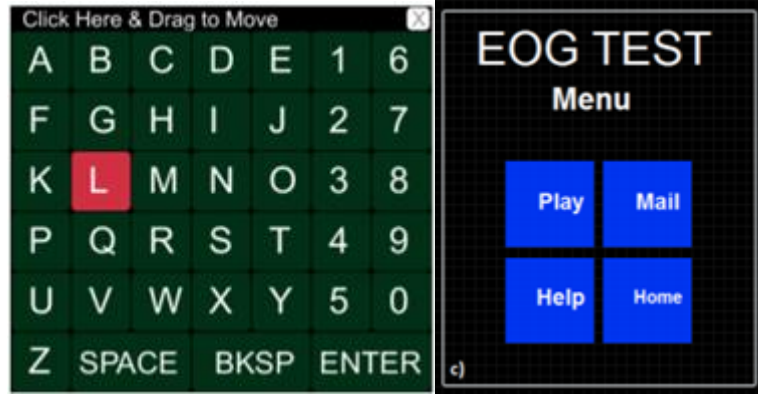 Click Here & Drag to Move X
A B C D E 1 6
F G H I J 2 7
K L M N O 3 8
P Q R S T 4 9
U V W X Y 5 0
Z SPACE BKSP ENTER
EOG TEST
Menu
Play Mail
Help Home
c)